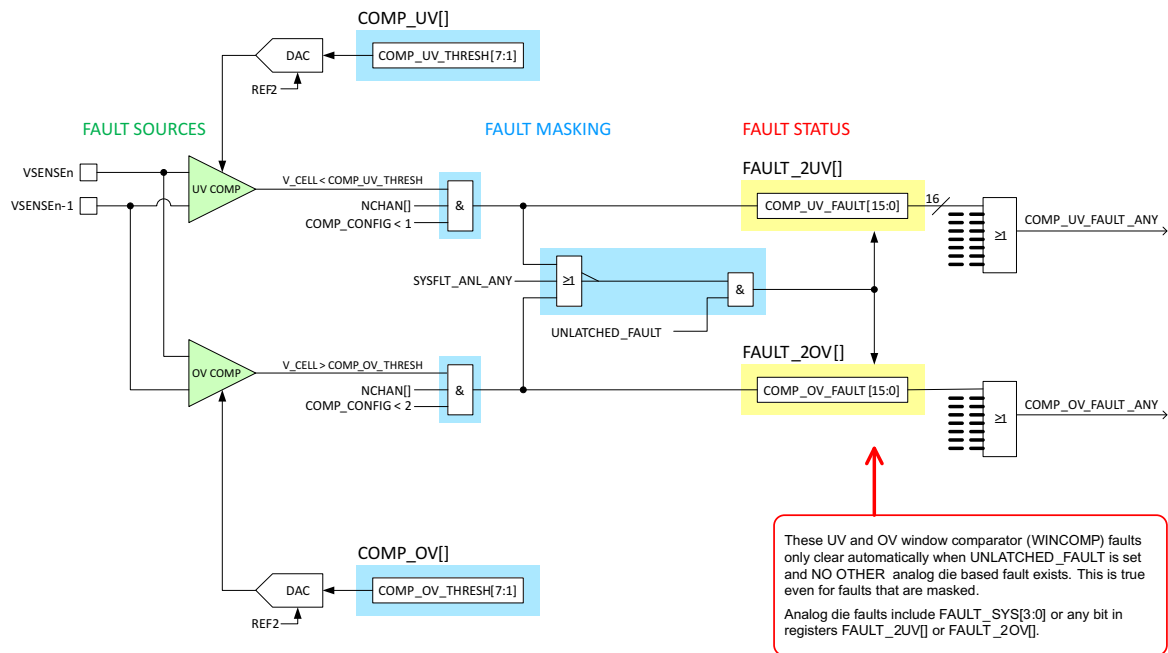 COMP_UV[]
DAC
COMP_UV_THRESH[7:1]
REF2
FAULT SOURCES
FAULT MASKING
FAULT STATUS
VSENSEn
VSENSEn-1
UV COMP
V_CELL < COMP_UV_THRESH
NCHAN[]
COMP_CONFIG < 1
&
FAULT_2UV[]
COMP_UV_FAULT[15:0]
16
≥1
COMP_UV_FAULT_ANY
SYSFLT_ANL_ANY
≥1
&
UNLATCHED_FAULT
OV COMP
V_CELL > COMP_OV_THRESH
NCHAN[]
COMP_CONFIG < 2
&
FAULT_2OV[]
COMP_OV_FAULT[15:0]
≥1
COMP_OV_FAULT_ANY
COMP_OV[]
DAC
COMP_OV_THRESH[7:1]
REF2
These UV and OV window comparator (WINCOMP) faults
only clear automatically when UNLATCHED_FAULT is set
and NO OTHER analog die based fault exists. This is true
even for faults that are masked.
Analog die faults include FAULT_SYS[3:0] or any bit in
registers FAULT_2UV[] or FAULT_2OV[].